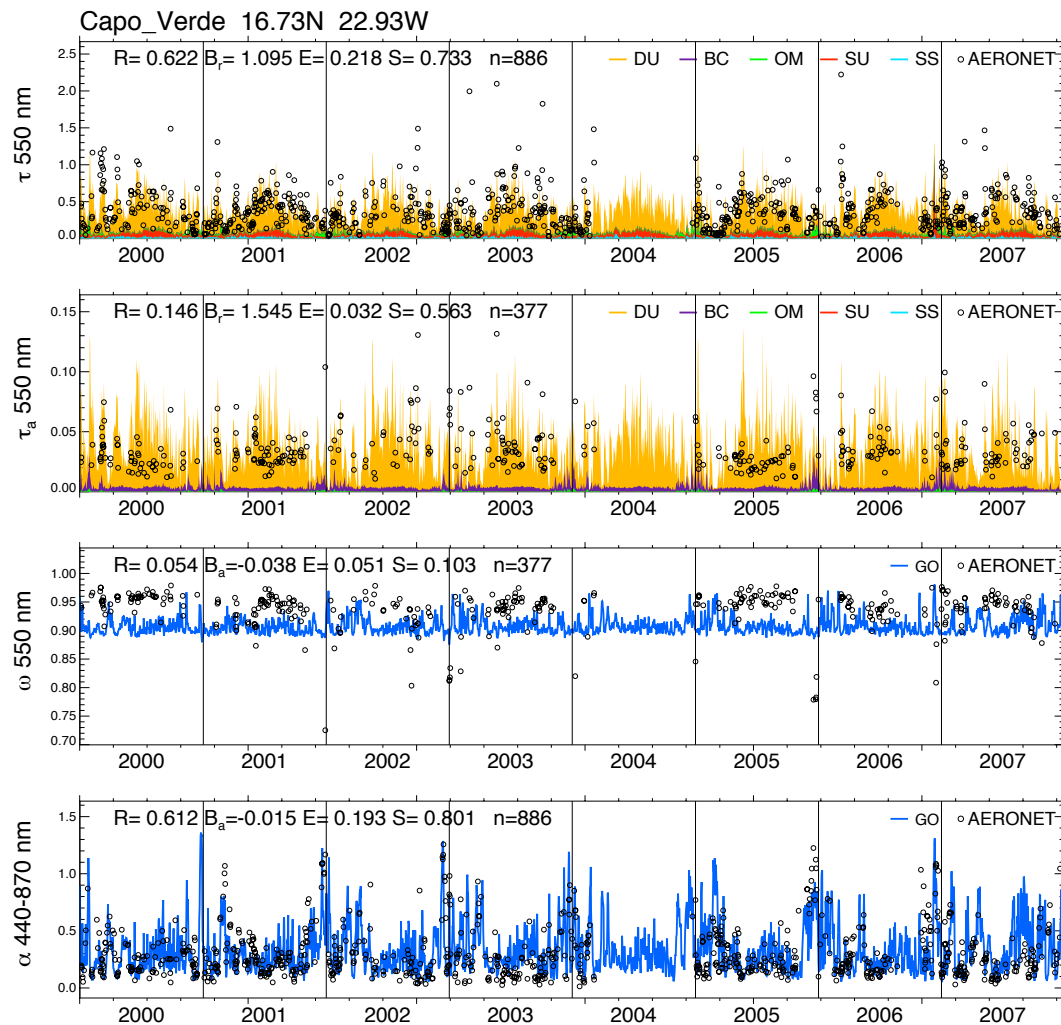 Capo_Verde 16.73N 22.93W
R= 0.622 Br= 1.095 E= 0.218 S= 0.733 n=886
DU BC OM SU SS AERONET
τ 550 nm
2.5
2.0
1.5
1.0
0.5
0.0
2000 2001 2002 2003 2004 2005 2006 2007
R= 0.146 Br= 1.545 E= 0.032 S= 0.563 n=377
DU BC OM SU SS AERONET
τa 550 nm
0.15
0.10
0.05
0.00
2000 2001 2002 2003 2004 2005 2006 2007
R= 0.054 Ba=-0.038 E= 0.051 S= 0.103 n=377
GO AERONET
ω 550 nm
1.00
0.95
0.90
0.85
0.80
0.75
0.70
2000 2001 2002 2003 2004 2005 2006 2007
R= 0.612 Ba=-0.015 E= 0.193 S= 0.801 n=886
GO AERONET
α 440-870 nm
1.5
1.0
0.5
0.0
2000 2001 2002 2003 2004 2005 2006 2007